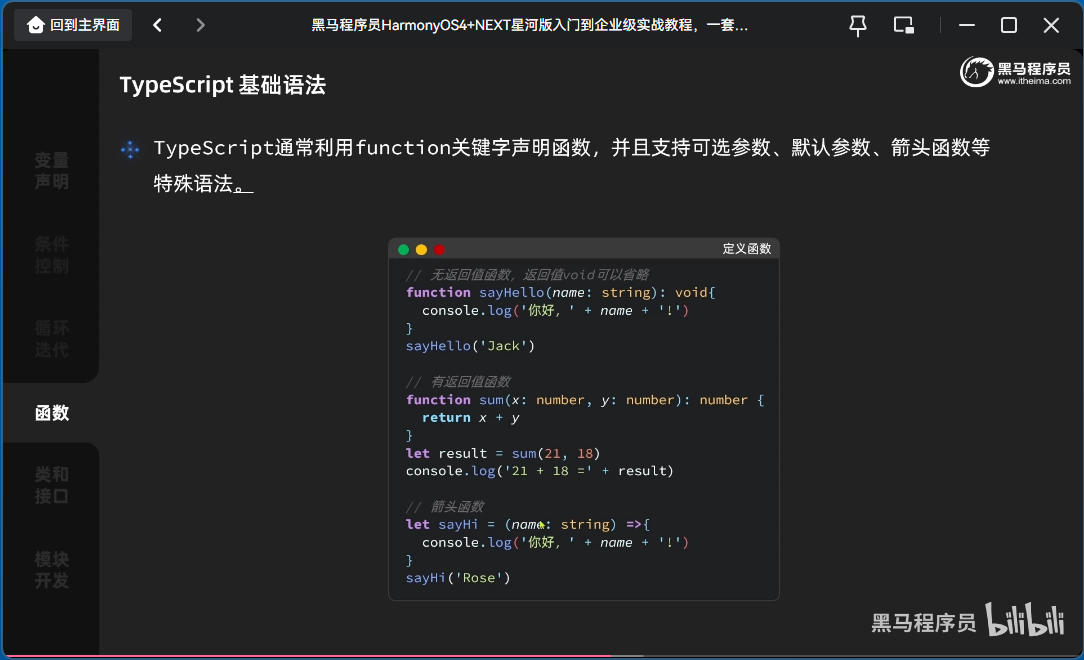 回到主界面
黑马程序员HarmonyOS4+NEXT星河版入门到企业级实战教程，一套...
TypeScript 基础语法
黑马程序员
www.itheima.com
TypeScript通常利用function关键字声明函数，并且支持可选参数、默认参数、箭头函数等
特殊语法。
变量
声明
条件
控制
循环
迭代
函数
类和
接口
模块
开发
定义函数
// 无返回值函数，返回值void可以省略
function sayHello(name: string): void{
console.log('你好，' + name + '!')
}
sayHello('Jack')
// 有返回值函数
function sum(x: number, y: number): number {
return x + y
}
let result = sum(21, 18)
console.log('21 + 18 =' + result)
// 箭头函数
let sayHi = (name: string) =>{
console.log('你好，' + name + '!')
}
sayHi('Rose')
黑马程序员 bilibili